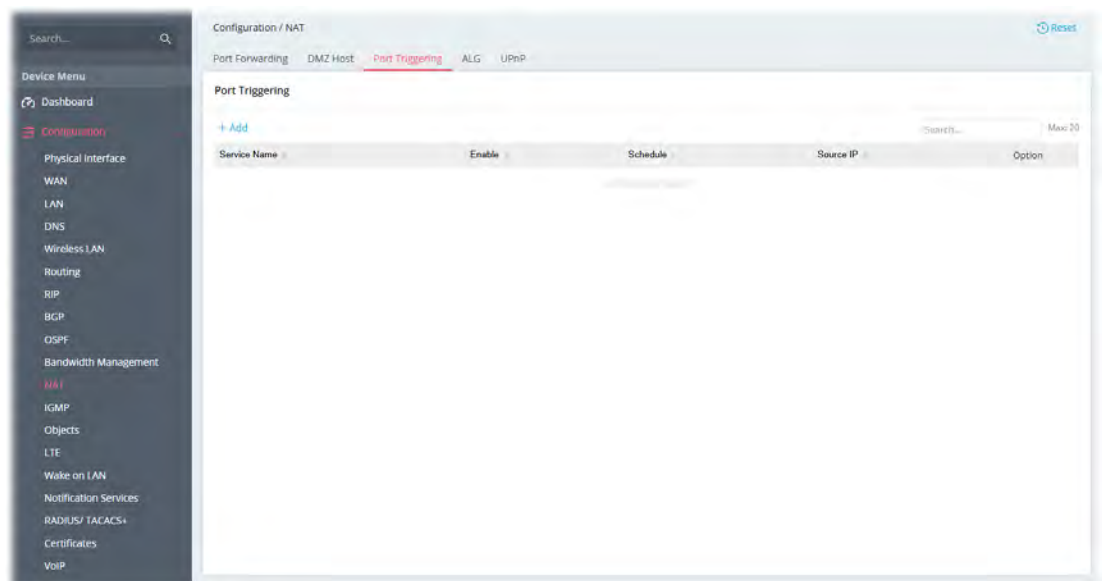 Search...
Device Menu
Dashboard
Configuration
Physical Interface
WAN
LAN
DNS
Wireless LAN
Routing
RIP
BGP
OSPF
Bandwidth Management
NAT
IGMP
Objects
LTE
Wake on LAN
Notification Services
RADIUS/ TACACS+
Certificates
VoIP
Configuration / NAT
Reset
Port Forwarding DMZ Host Port Triggering ALG UPnP
Port Triggering
+ Add
Search...
Max: 20
Service Name Enable Schedule Source IP Option